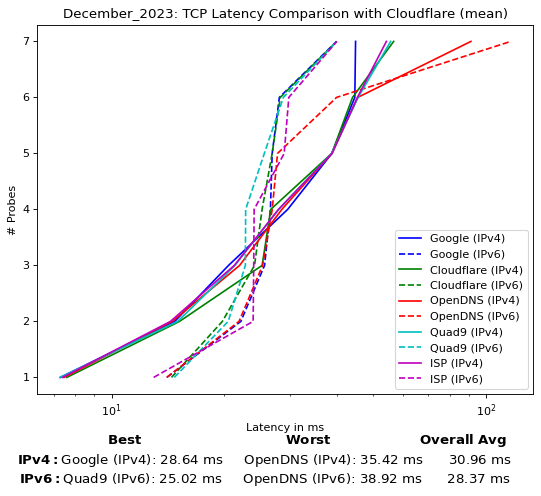 December_2023: TCP Latency Comparison with Cloudflare (mean)
7
6
5
4
3
2
1
# Probes
Google (IPv4)
Google (IPv6)
Cloudflare (IPv4)
Cloudflare (IPv6)
OpenDNS (IPv4)
OpenDNS (IPv6)
Quad9 (IPv4)
Quad9 (IPv6)
ISP (IPv4)
ISP (IPv6)
10¹ 10²
Latency in ms
Best Worst Overall Avg
IPv4: Google (IPv4): 28.64 ms OpenDNS (IPv4): 35.42 ms 30.96 ms
IPv6: Quad9 (IPv6): 25.02 ms OpenDNS (IPv6): 38.92 ms 28.37 ms